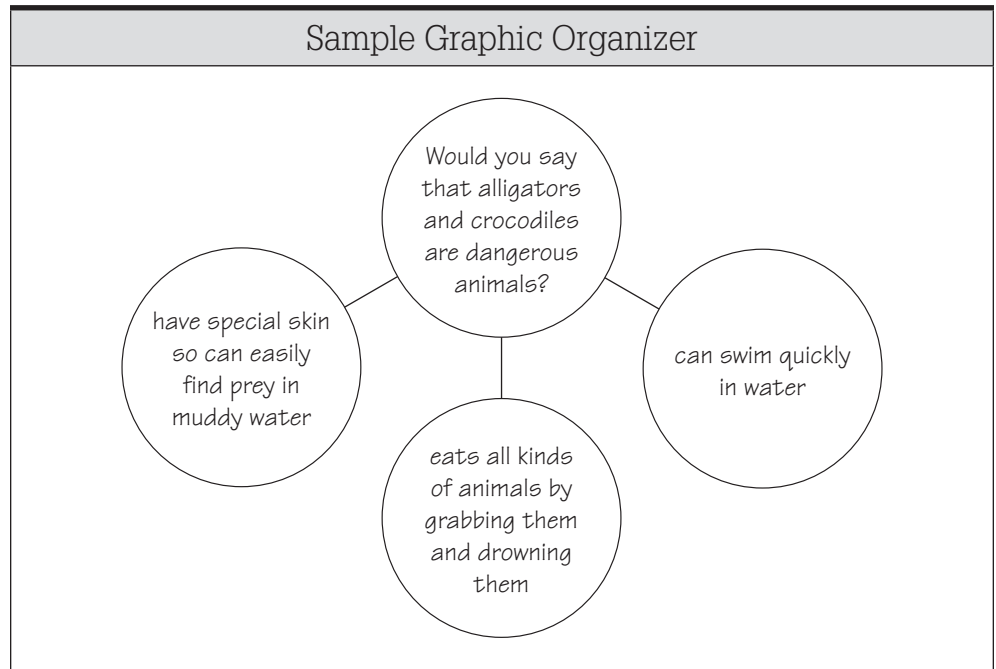 Sample Graphic Organizer
Would you say
that alligators
and crocodiles
are dangerous
animals?
have special skin
so can easily
find prey in
muddy water
eats all kinds
of animals by
grabbing them
and drowning
them
can swim quickly
in water